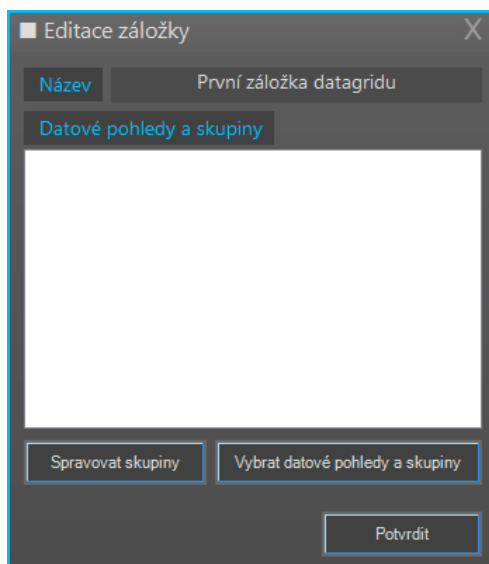 Editace záložky X
Název První záložka datagridu
Datové pohledy a skupiny
Spravovat skupiny Vybrat datové pohledy a skupiny
Potvrdit